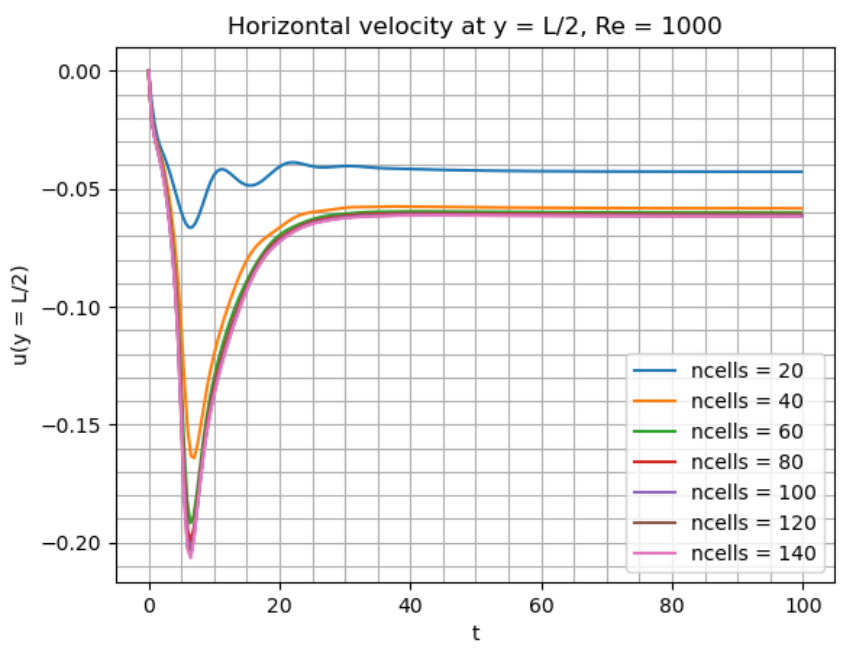 Horizontal velocity at y = L/2, Re = 1000
0.00
−0.05
−0.10
−0.15
−0.20
u(y = L/2)
ncells = 20
ncells = 40
ncells = 60
ncells = 80
ncells = 100
ncells = 120
ncells = 140
0
20
40
60
80
100
t